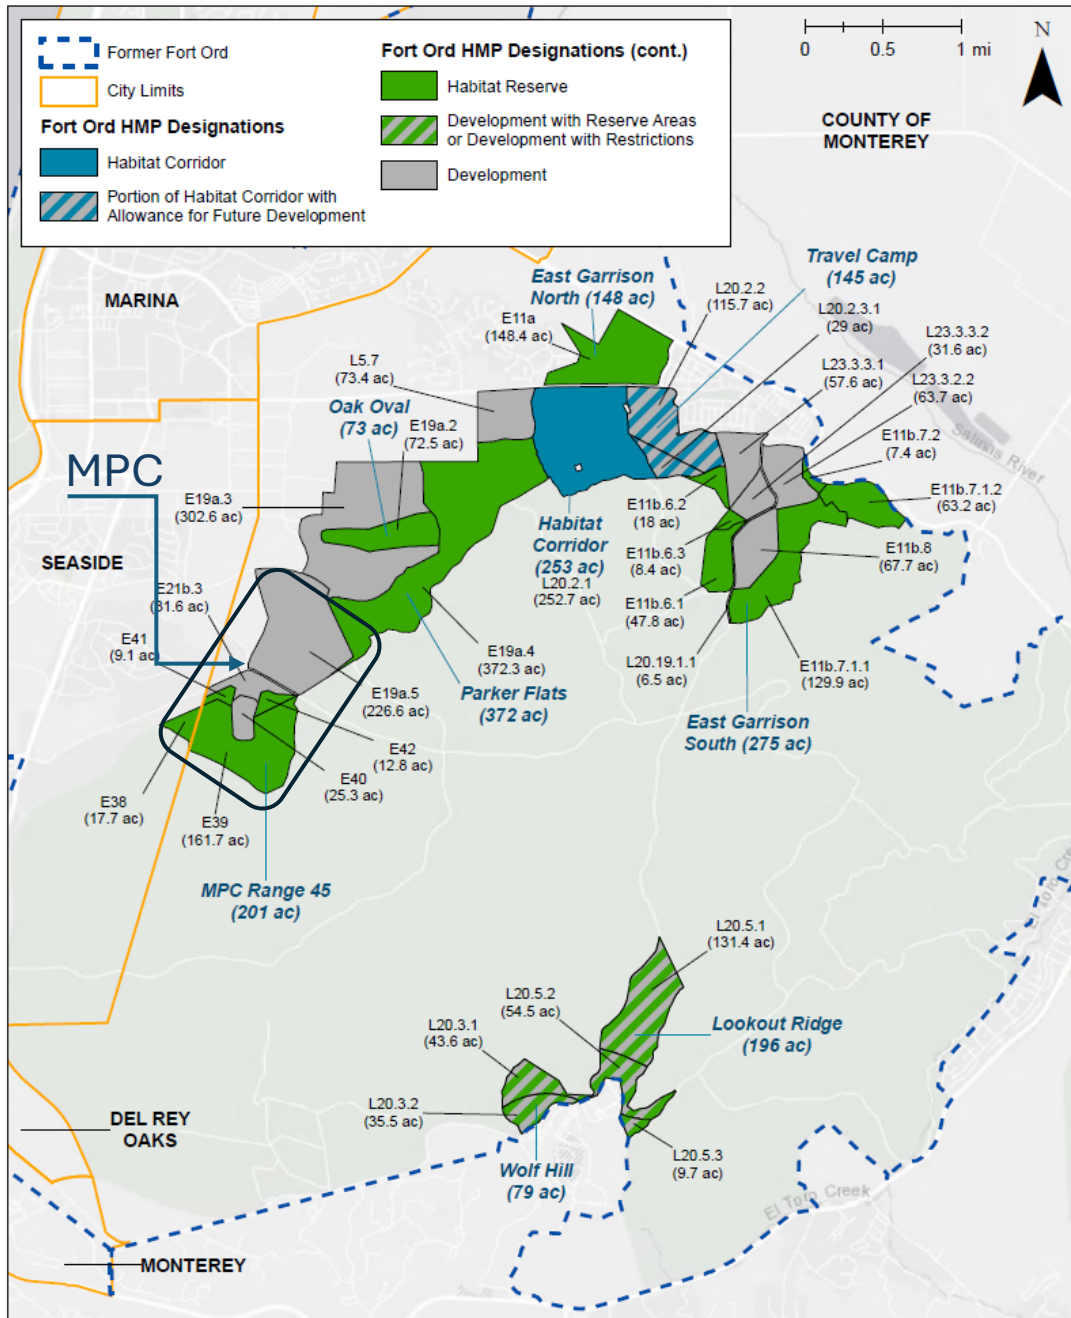 Former Fort Ord
City Limits
Fort Ord HMP Designations
Habitat Corridor
Portion of Habitat Corridor with
Allowance for Future Development
Fort Ord HMP Designations (cont.)
Habitat Reserve
Development with Reserve Areas
or Development with Restrictions
Development
0 0.5 1 mi
N
COUNTY OF
MONTEREY
MARINA
East Garrison
North (148 ac)
E11a
(148.4 ac)
L20.2.2
(115.7 ac)
Travel Camp
(145 ac)
L20.2.3.1
(29 ac)
L23.3.3.2
(31.6 ac)
L23.3.3.1
(57.6 ac)
L23.3.2.2
(63.7 ac)
E11b.7.2
(7.4 ac)
E11b.7.1.2
(63.2 ac)
Salinas River
L5.7
(73.4 ac)
Oak Oval
(73 ac)
E19a.2
(72.5 ac)
MPC
E19a.3
(302.6 ac)
SEASIDE
E21b.3
(31.6 ac)
E41
(9.1 ac)
Habitat
Corridor
(253 ac)
L20.2.1
(252.7 ac)
E11b.6.2
(18 ac)
E11b.6.3
(8.4 ac)
E11b.6.1
(47.8 ac)
E11b.8
(67.7 ac)
L20.19.1.1
(6.5 ac)
E11b.7.1.1
(129.9 ac)
East Garrison
South (275 ac)
E19a.4
(372.3 ac)
Parker Flats
(372 ac)
E19a.5
(226.6 ac)
E42
(12.8 ac)
E40
(25.3 ac)
E38
(17.7 ac)
E39
(161.7 ac)
MPC Range 45
(201 ac)
L20.5.1
(131.4 ac)
L20.5.2
(54.5 ac)
Lookout Ridge
(196 ac)
L20.3.1
(43.6 ac)
L20.3.2
(35.5 ac)
L20.5.3
(9.7 ac)
Wolf Hill
(79 ac)
DEL REY
OAKS
MONTEREY
El Toro Creek
El Toro Cree